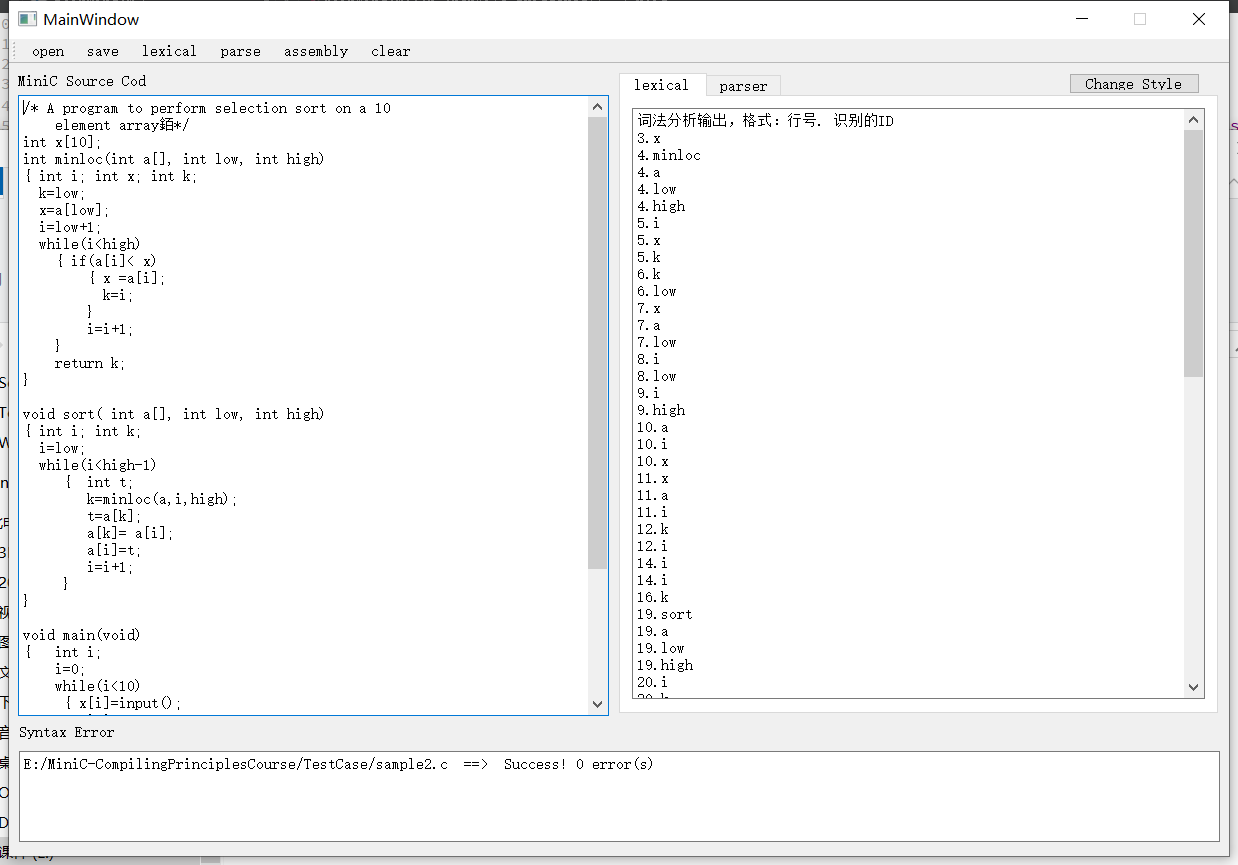 MainWindow
open save lexical parse assembly clear
MiniC Source Cod
/* A program to perform selection sort on a 10
element array銆*/
int x[10];
int minloc(int a[], int low, int high)
{ int i; int x; int k;
k=low;
x=a[low];
i=low+1;
while(i<high)
{ if(a[i]< x)
{ x =a[i];
k=i;
}
i=i+1;
}
return k;
}
void sort( int a[], int low, int high)
{ int i; int k;
i=low;
while(i<high-1)
{ int t;
k=minloc(a,i,high);
t=a[k];
a[k]= a[i];
a[i]=t;
i=i+1;
}
}
void main(void)
{ int i;
i=0;
while(i<10)
{ x[i]=input();
lexical parser
Change Style
词法分析输出，格式：行号. 识别的ID
3.x
4.minloc
4.a
4.low
4.high
5.i
5.x
5.k
6.k
6.low
7.x
7.a
7.low
8.i
8.low
9.i
9.high
10.a
10.i
10.x
11.x
11.a
11.i
12.k
12.i
14.i
14.i
16.k
19.sort
19.a
19.low
19.high
20.i
20.k
Syntax Error
E:/MiniC-CompilingPrinciplesCourse/TestCase/sample2.c ==> Success! 0 error(s)